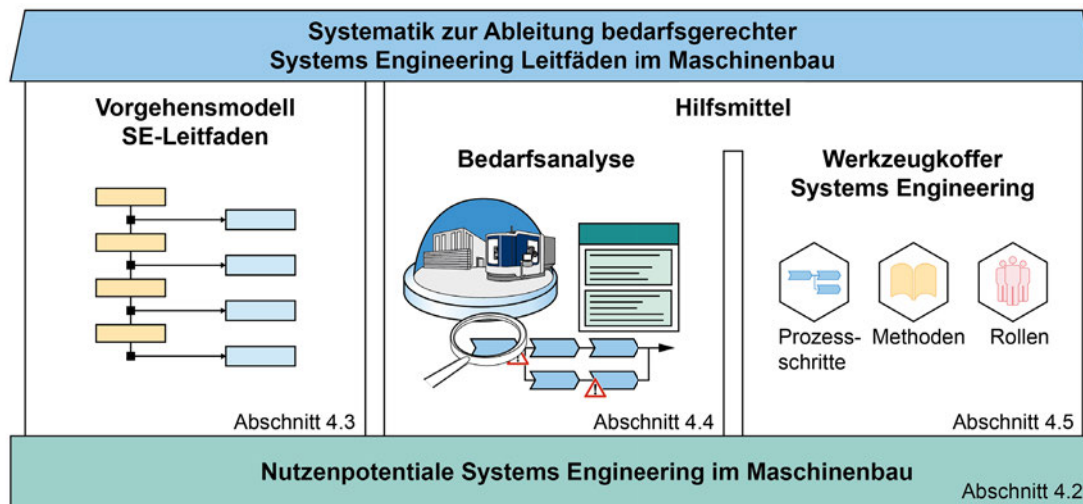 Systematik zur Ableitung bedarfsgerechter
Systems Engineering Leitfäden im Maschinenbau
Vorgehensmodell
SE-Leitfaden
Abschnitt 4.3
Hilfsmittel
Bedarfsanalyse
Abschnitt 4.4
Werkzeugkoffer
Systems Engineering
Prozess-
schritte
Methoden
Rollen
Abschnitt 4.5
Nutzenpotentiale Systems Engineering im Maschinenbau
Abschnitt 4.2